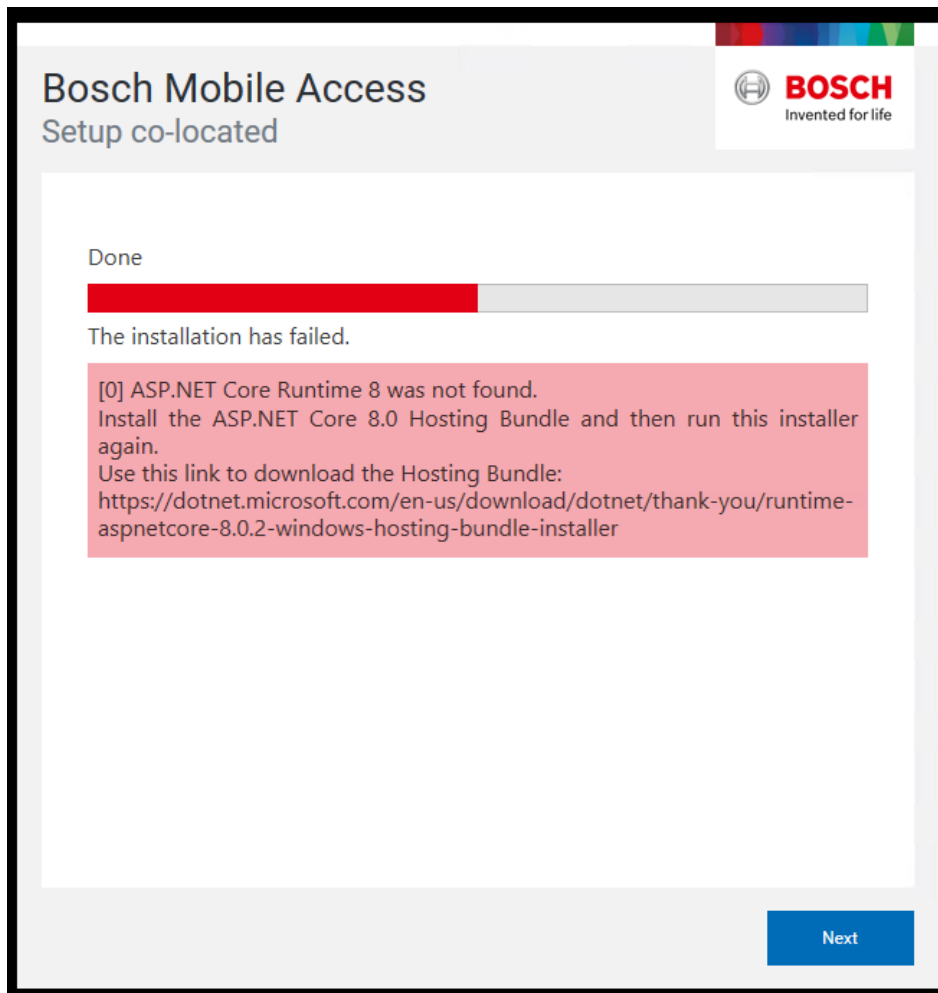 Bosch Mobile Access
Setup co-located
BOSCH
Invented for life
Done
The installation has failed.
[0] ASP.NET Core Runtime 8 was not found.
Install the ASP.NET Core 8.0 Hosting Bundle and then run this installer
again.
Use this link to download the Hosting Bundle:
https://dotnet.microsoft.com/en-us/download/dotnet/thank-you/runtime-
aspnetcore-8.0.2-windows-hosting-bundle-installer
Next